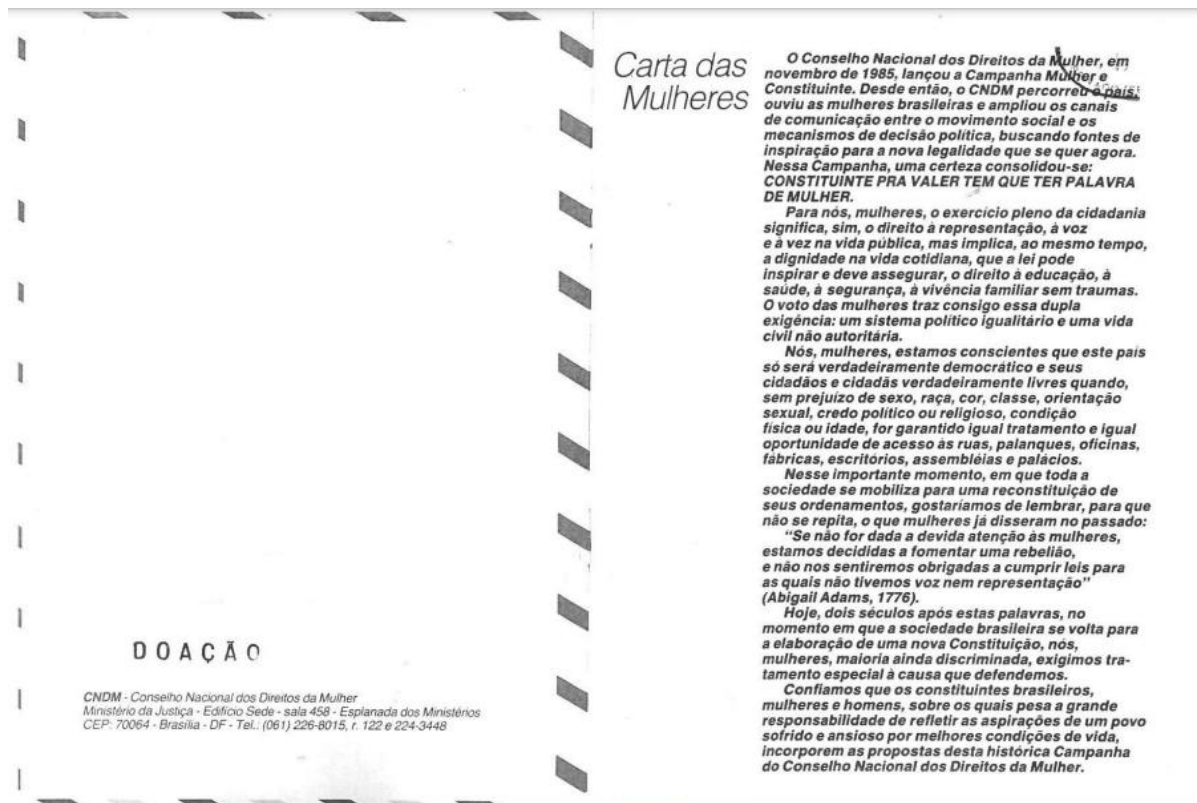 DOAÇÃO
CNDM - Conselho Nacional dos Direitos da Mulher
Ministério da Justiça - Edifício Sede - sala 458 - Esplanada dos Ministérios
CEP: 70064 - Brasília - DF - Tel.: (061) 226-8015, r. 122 e 224-3448
Carta das
Mulheres
O Conselho Nacional dos Direitos da Mulher, em
novembro de 1985, lançou a Campanha Mulher e
Constituinte. Desde então, o CNDM percorreu o país,
ouviu as mulheres brasileiras e ampliou os canais
de comunicação entre o movimento social e os
mecanismos de decisão política, buscando fontes de
inspiração para a nova legalidade que se quer agora.
Nessa Campanha, uma certeza consolidou-se:
CONSTITUINTE PRA VALER TEM QUE TER PALAVRA
DE MULHER.
Para nós, mulheres, o exercício pleno da cidadania
significa, sim, o direito à representação, à voz
e à vez na vida pública, mas implica, ao mesmo tempo,
a dignidade na vida cotidiana, que a lei pode
inspirar e deve assegurar, o direito à educação, à
saúde, à segurança, à vivência familiar sem traumas.
O voto das mulheres traz consigo essa dupla
exigência: um sistema político igualitário e uma vida
civil não autoritária.
Nós, mulheres, estamos conscientes que este país
só será verdadeiramente democrático e seus
cidadãos e cidadãs verdadeiramente livres quando,
sem prejuízo de sexo, raça, cor, classe, orientação
sexual, credo político ou religioso, condição
física ou idade, for garantido igual tratamento e igual
oportunidade de acesso às ruas, palanques, oficinas,
fábricas, escritórios, assembléias e palácios.
Nesse importante momento, em que toda a
sociedade se mobiliza para uma reconstituição de
seus ordenamentos, gostaríamos de lembrar, para que
não se repita, o que mulheres já disseram no passado:
"Se não for dada a devida atenção às mulheres,
estamos decididas a fomentar uma rebelião,
e não nos sentiremos obrigadas a cumprir leis para
as quais não tivemos voz nem representação"
(Abigail Adams, 1776).
Hoje, dois séculos após estas palavras, no
momento em que a sociedade brasileira se volta para
a elaboração de uma nova Constituição, nós,
mulheres, maioria ainda discriminada, exigimos tra-
tamento especial à causa que defendemos.
Confiamos que os constituintes brasileiros,
mulheres e homens, sobre os quais pesa a grande
responsabilidade de refletir as aspirações de um povo
sofrido e ansioso por melhores condições de vida,
incorporem as propostas desta histórica Campanha
do Conselho Nacional dos Direitos da Mulher.